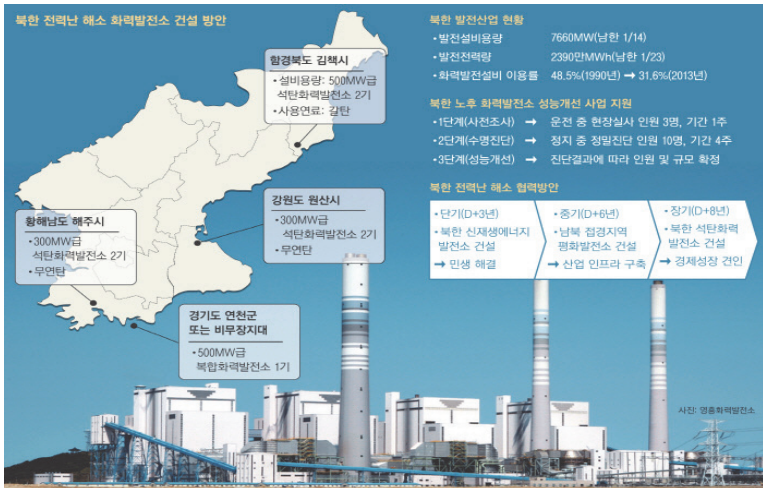 북한 전력난 해소 화력발전소 건설 방안
함경북도 김책시
• 설비용량: 500MW급
석탄화력발전소 2기
• 사용연료: 갈탄
강원도 원산시
• 300MW급
석탄화력발전소 2기
• 무연탄
황해남도 해주시
• 300MW급
석탄화력발전소 2기
• 무연탄
경기도 연천군
또는 비무장지대
• 500MW급
복합화력발전소 1기
북한 발전산업 현황
• 발전설비용량 7660MW(남한 1/14)
• 발전전력량 2390만MWh(남한 1/23)
• 화력발전설비 이용률 48.5%(1990년) → 31.6%(2013년)
북한 노후 화력발전소 성능개선 사업 지원
• 1단계(사전조사) → 운전 중 현장실사 인원 3명, 기간 1주
• 2단계(수명진단) → 정지 중 정밀진단 인원 10명, 기간 4주
• 3단계(성능개선) → 진단결과에 따라 인원 및 규모 확정
북한 전력난 해소 협력방안
• 단기(D+3년)
• 북한 신재생에너지
발전소 건설
→ 민생 해결
• 중기(D+6년)
• 남북 접경지역
평화발전소 건설
→ 산업 인프라 구축
• 장기(D+8년)
• 북한 석탄화력
발전소 건설
→ 경제성장 견인
사진: 영흥화력발전소